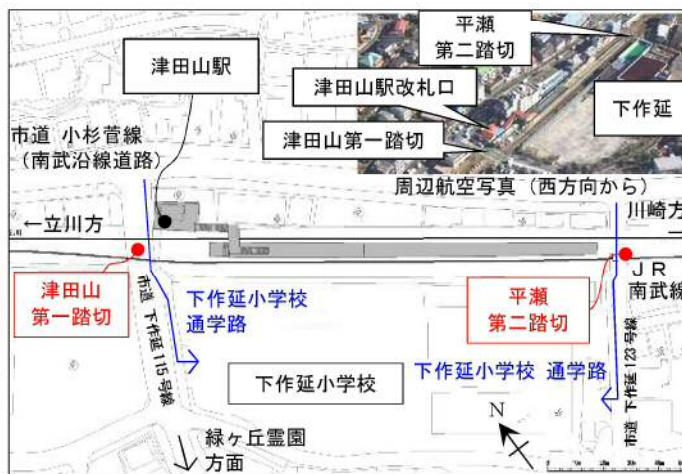 平瀬
第二踏切
津田山駅
津田山駅改札口
下作延
津田山第一踏切
市道 小杉菅線
（南武沿線道路）
周辺航空写真（西方向から）
←立川方
川崎方
ＪＲ
南武線
津田山
第一踏切
下作延小学校
通学路
平瀬
第二踏切
市道 下作延115号線
下作延小学校
下作延小学校 通学路
市道 下作延123号線
N
緑ヶ丘霊園
方面